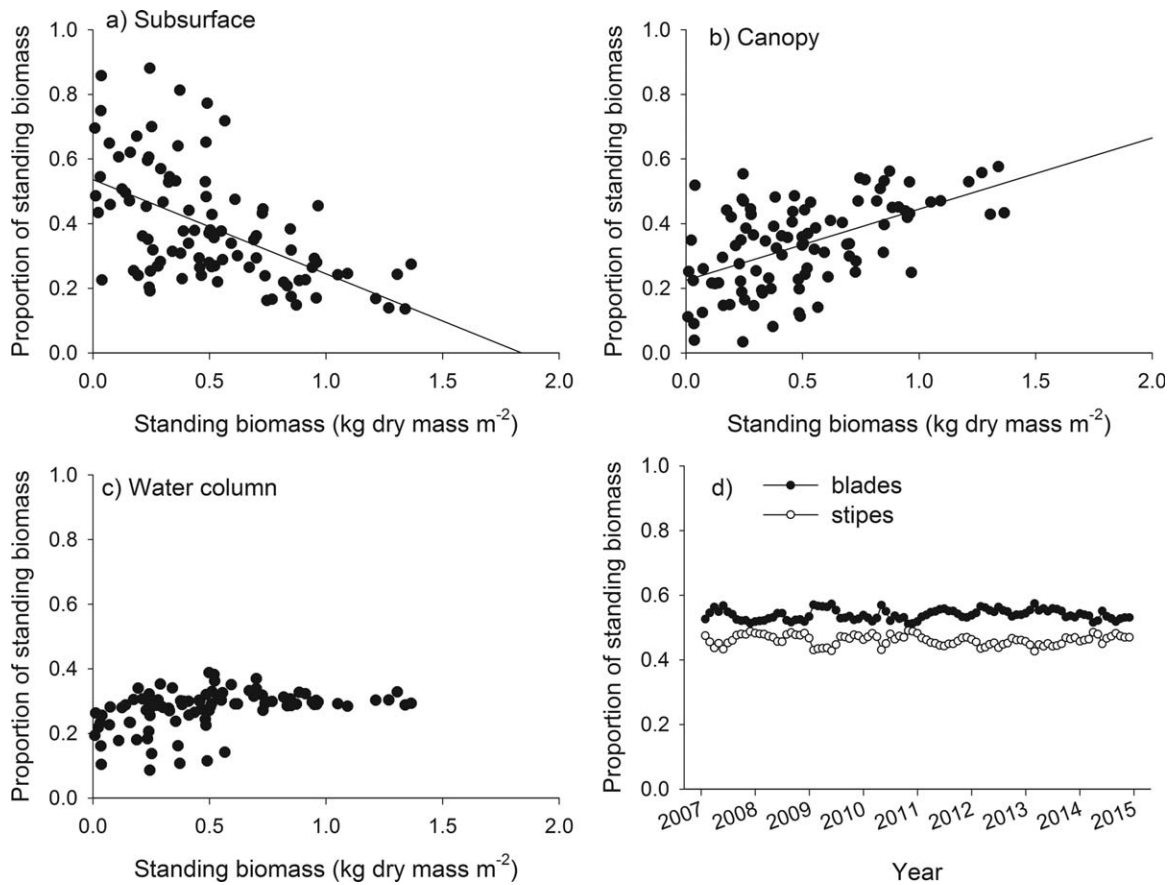 a) Subsurface
Proportion of standing biomass
1.0
0.8
0.6
0.4
0.2
0.0
0.0 0.5 1.0 1.5 2.0
Standing biomass (kg dry mass m⁻²)
b) Canopy
Proportion of standing biomass
1.0
0.8
0.6
0.4
0.2
0.0
0.0 0.5 1.0 1.5 2.0
Standing biomass (kg dry mass m⁻²)
c) Water column
Proportion of standing biomass
1.0
0.8
0.6
0.4
0.2
0.0
0.0 0.5 1.0 1.5 2.0
Standing biomass (kg dry mass m⁻²)
d)
blades
stipes
Proportion of standing biomass
1.0
0.8
0.6
0.4
0.2
0.0
2007 2008 2009 2010 2011 2012 2013 2014 2015
Year